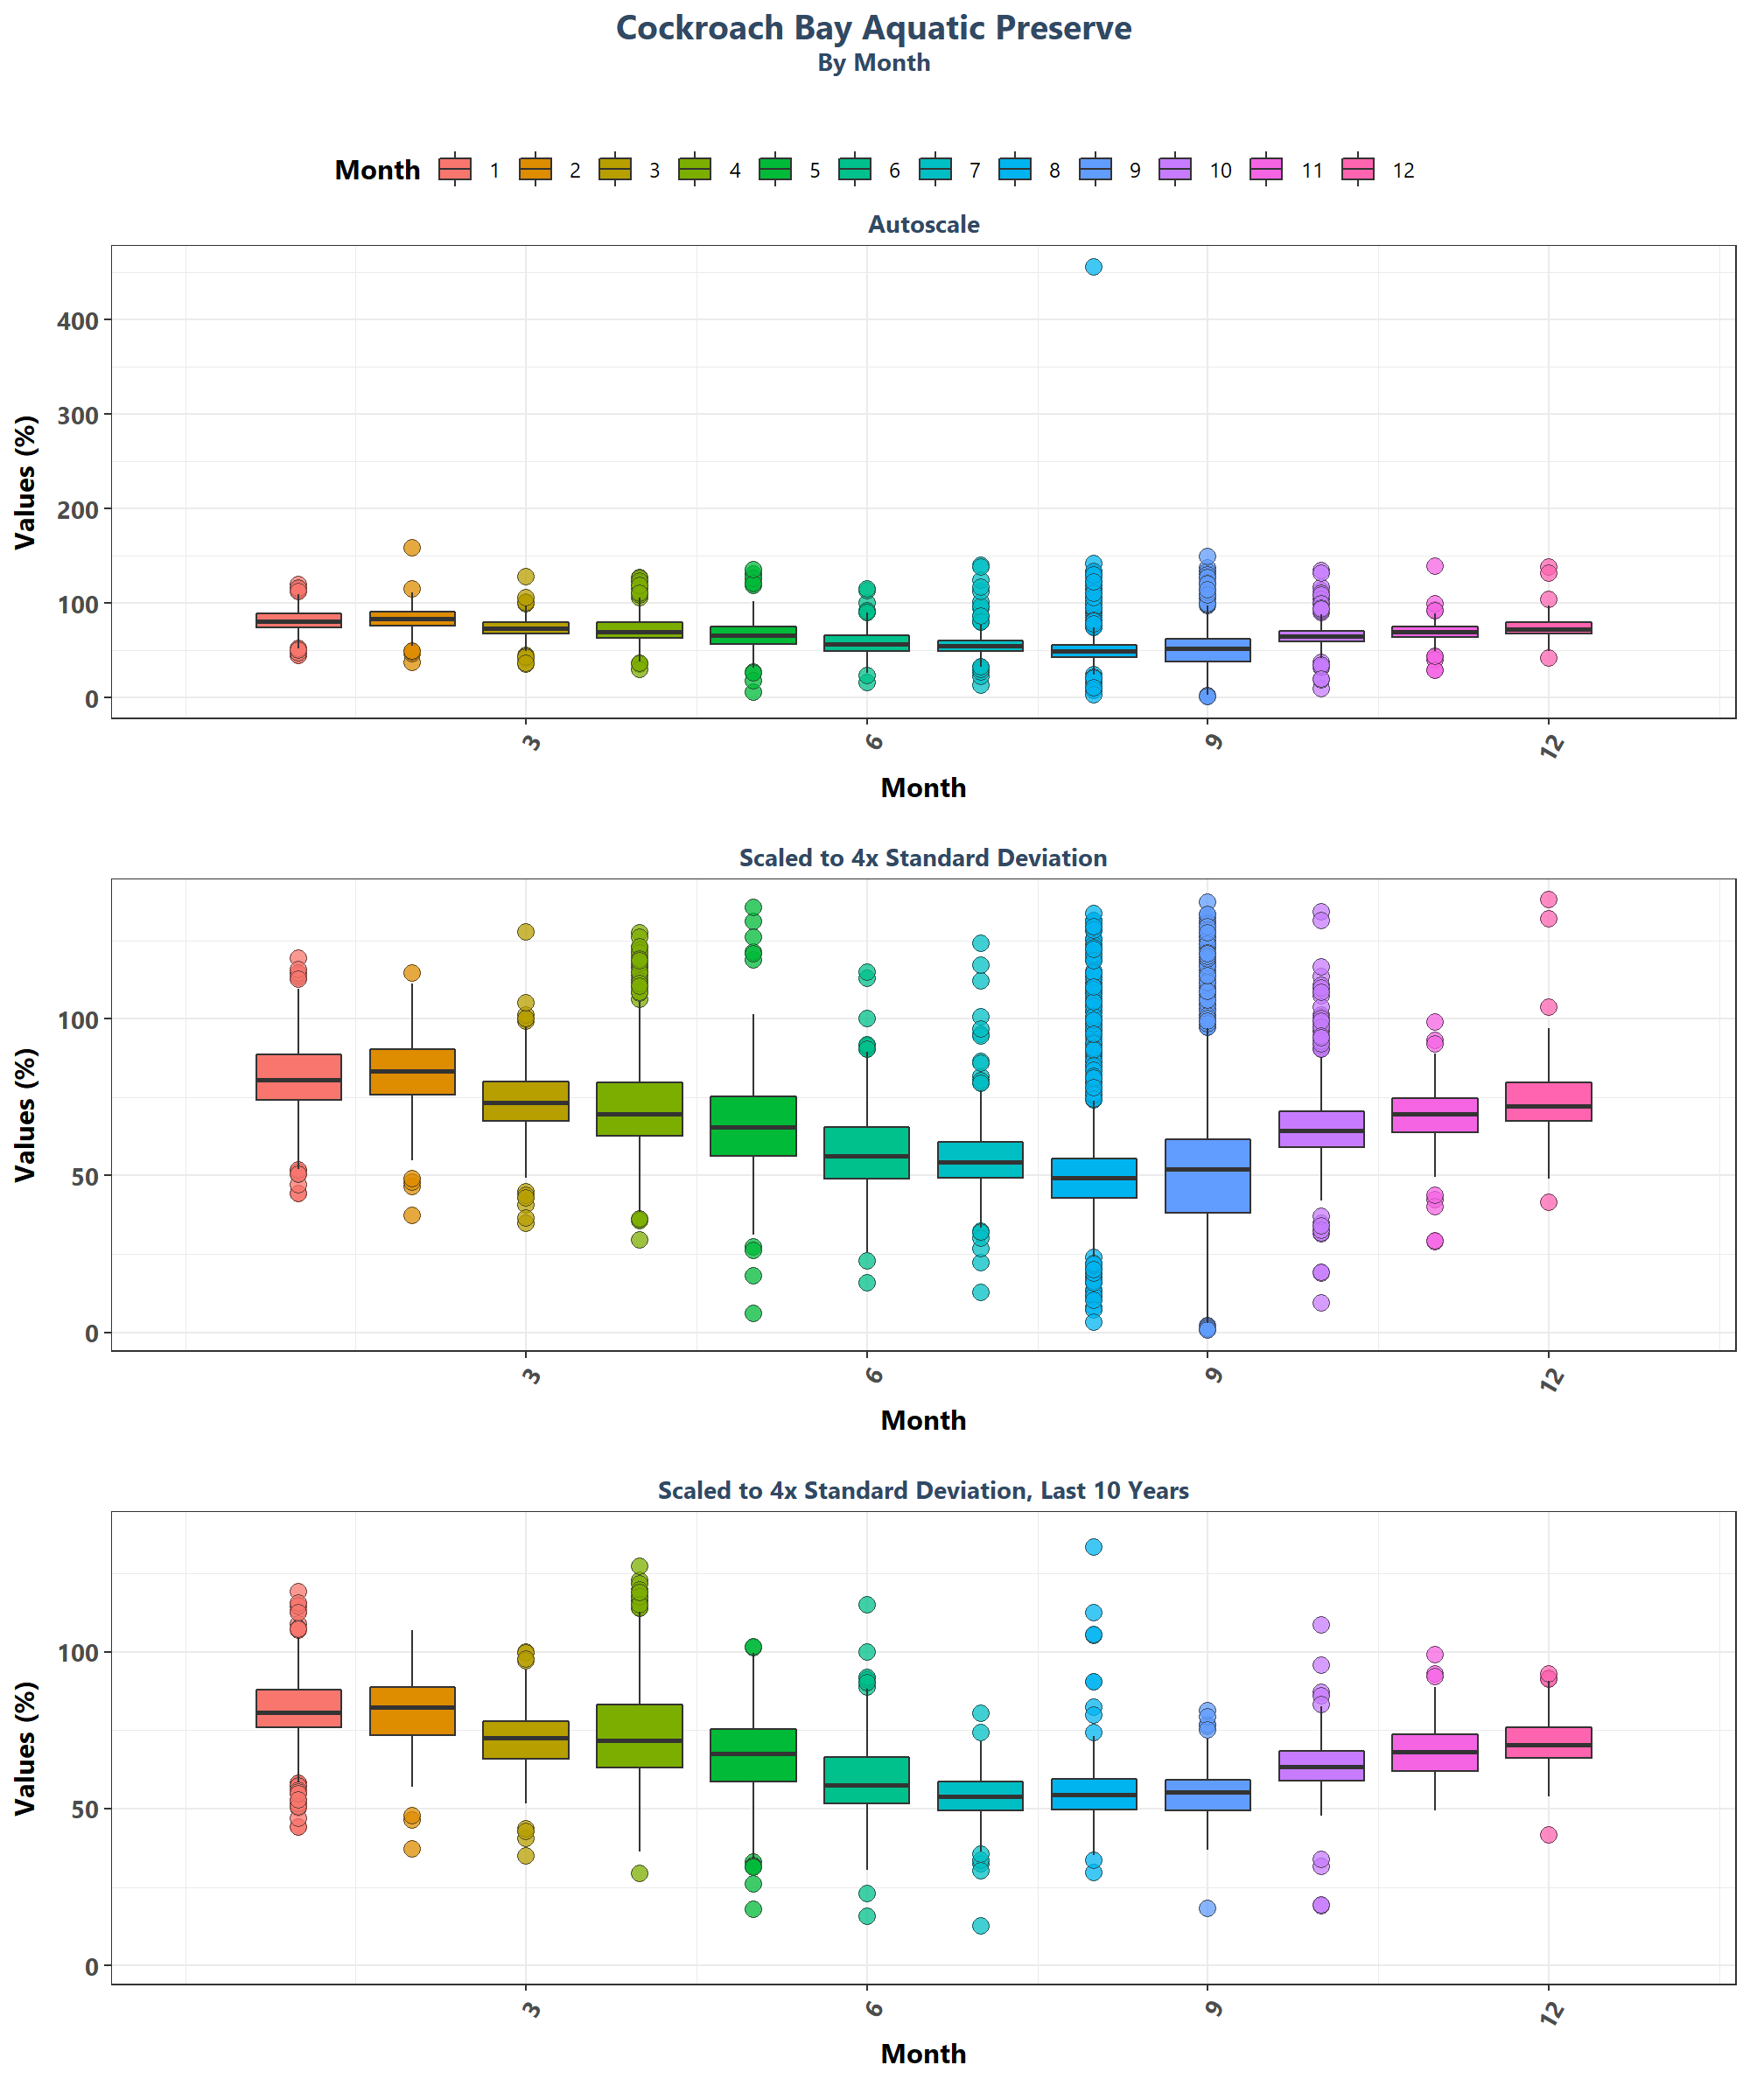 Cockroach Bay Aquatic Preserve
By Month
Month 1 2 3 4 5 6 7 8 9 10 11 12
Autoscale
Values (%)
400
300
200
100
0
3 6 9 12
Month
Scaled to 4x Standard Deviation
Values (%)
100
50
0
3 6 9 12
Month
Scaled to 4x Standard Deviation, Last 10 Years
Values (%)
100
50
0
3 6 9 12
Month